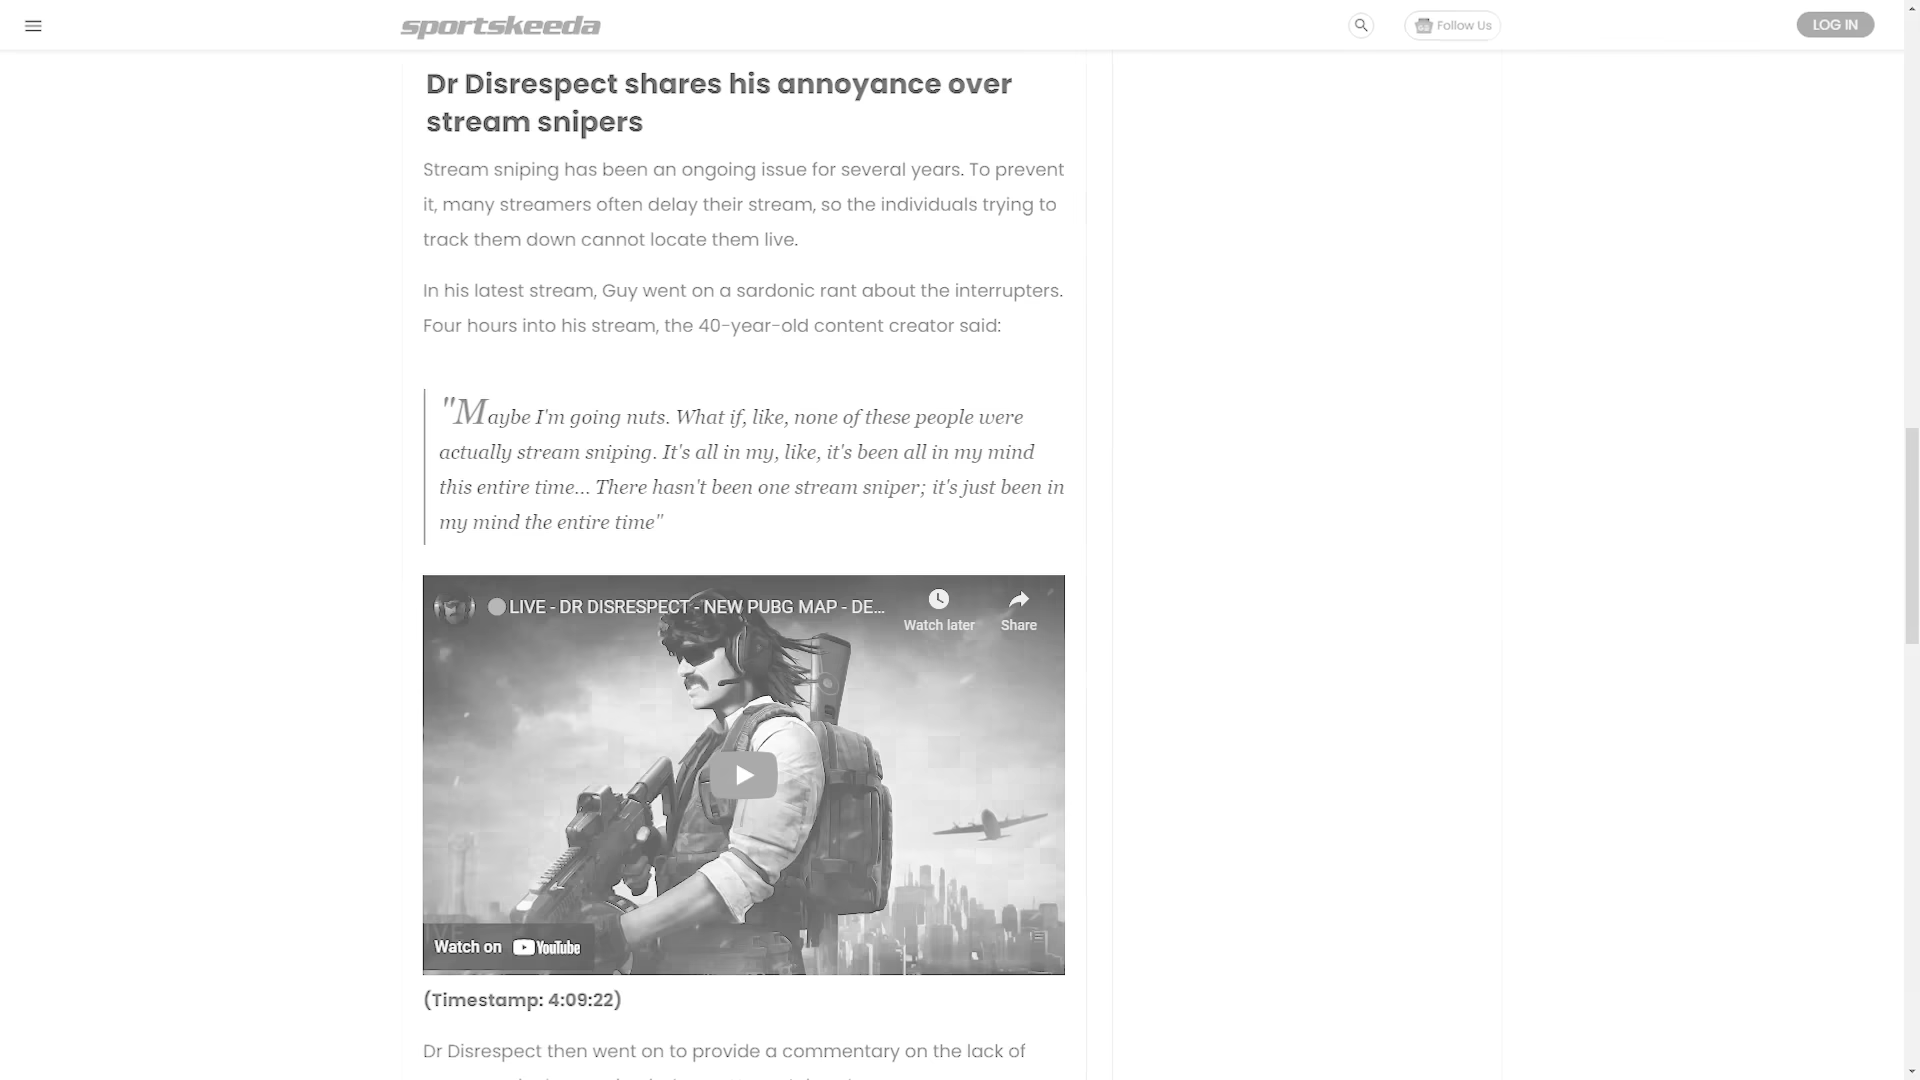 sportskeeda
Follow Us
LOG IN
Dr Disrespect shares his annoyance over
stream snipers
Stream sniping has been an ongoing issue for several years. To prevent
it, many streamers often delay their stream, so the individuals trying to
track them down cannot locate them live.
In his latest stream, Guy went on a sardonic rant about the interrupters.
Four hours into his stream, the 40-year-old content creator said:
"Maybe I'm going nuts. What if, like, none of these people were
actually stream sniping. It's all in my, like, it's been all in my mind
this entire time... There hasn't been one stream sniper; it's just been in
my mind the entire time"
LIVE - DR DISRESPECT - NEW PUBG MAP - DE...
Watch later
Share
Watch on YouTube
(Timestamp: 4:09:22)
Dr Disrespect then went on to provide a commentary on the lack of